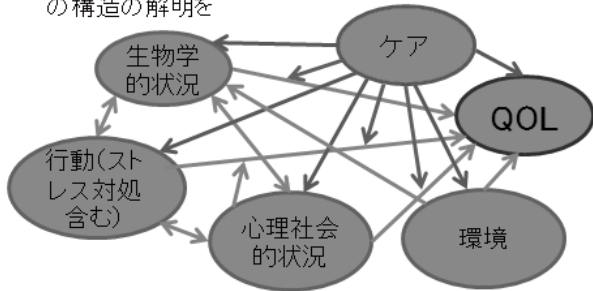 の構造の解明を
ケア
生物学
的状況
QOL
行動(スト
レス対処
含む)
心理社会
的状況
環境